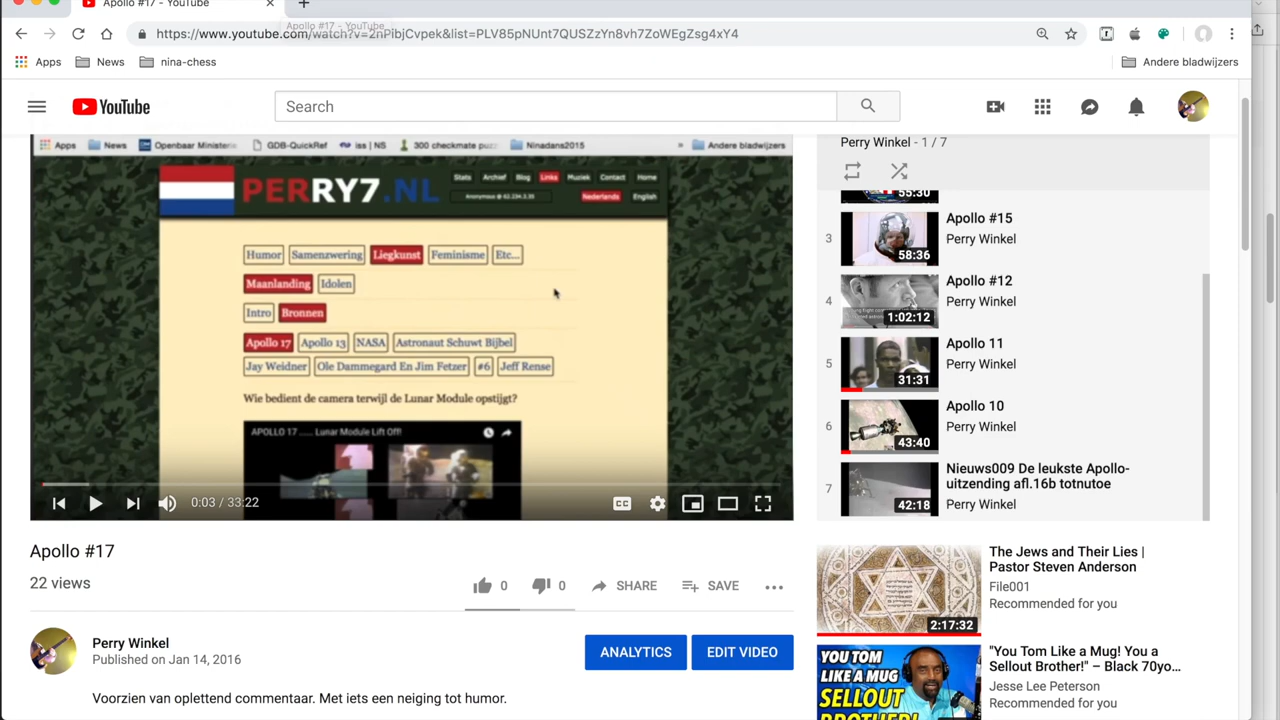 Apollo #17 - YouTube
Apollo #17 - YouTube
https://www.youtube.com/watch?v=2nPibjCvpek&list=PLV85pNUnt7QUSZzYn8vh7ZoWEgZsg4xY4
Apps News nina-chess Andere bladwijzers
YouTube Search
Apps News Openbaar Ministerie GDB-QuickRef iss | NS 300 checkmate puz Ninadans2015 » Andere bladwijzers
PERRY7.NL
Stats Archief Blog Links Muziek Contact Home
Nederlands English
Humor Samenzwering Liegkunst Feminisme Etc...
Maanlanding Idolen
Intro Bronnen
Apollo 17 Apollo 13 NASA Astronaut Schuwt Bijbel
Jay Weidner Ole Dammegard En Jim Fetzer #6 Jeff Rense
Wie bedient de camera terwijl de Lunar Module opstijgt?
APOLLO 17 ...... Lunar Module Lift Off!
0:03 / 33:22
CC
Apollo #17
22 views
0 0 SHARE SAVE
Perry Winkel
Published on Jan 14, 2016
ANALYTICS EDIT VIDEO
Voorzien van oplettend commentaar. Met iets een neiging tot humor.
Perry Winkel - 1 / 7
55:30
3
58:36
Apollo #15
Perry Winkel
4
1:02:12
Apollo #12
Perry Winkel
5
31:31
Apollo 11
Perry Winkel
6
43:40
Apollo 10
Perry Winkel
7
42:18
Nieuws009 De leukste Apollo-
uitzending afl.16b totnutoe
Perry Winkel
2:17:32
The Jews and Their Lies |
Pastor Steven Anderson
File001
Recommended for you
YOU TOM
LIKE A MUG!
SELLOUT
BROTHER!
"You Tom Like a Mug! You a
Sellout Brother!" – Black 70yo...
Jesse Lee Peterson
Recommended for you